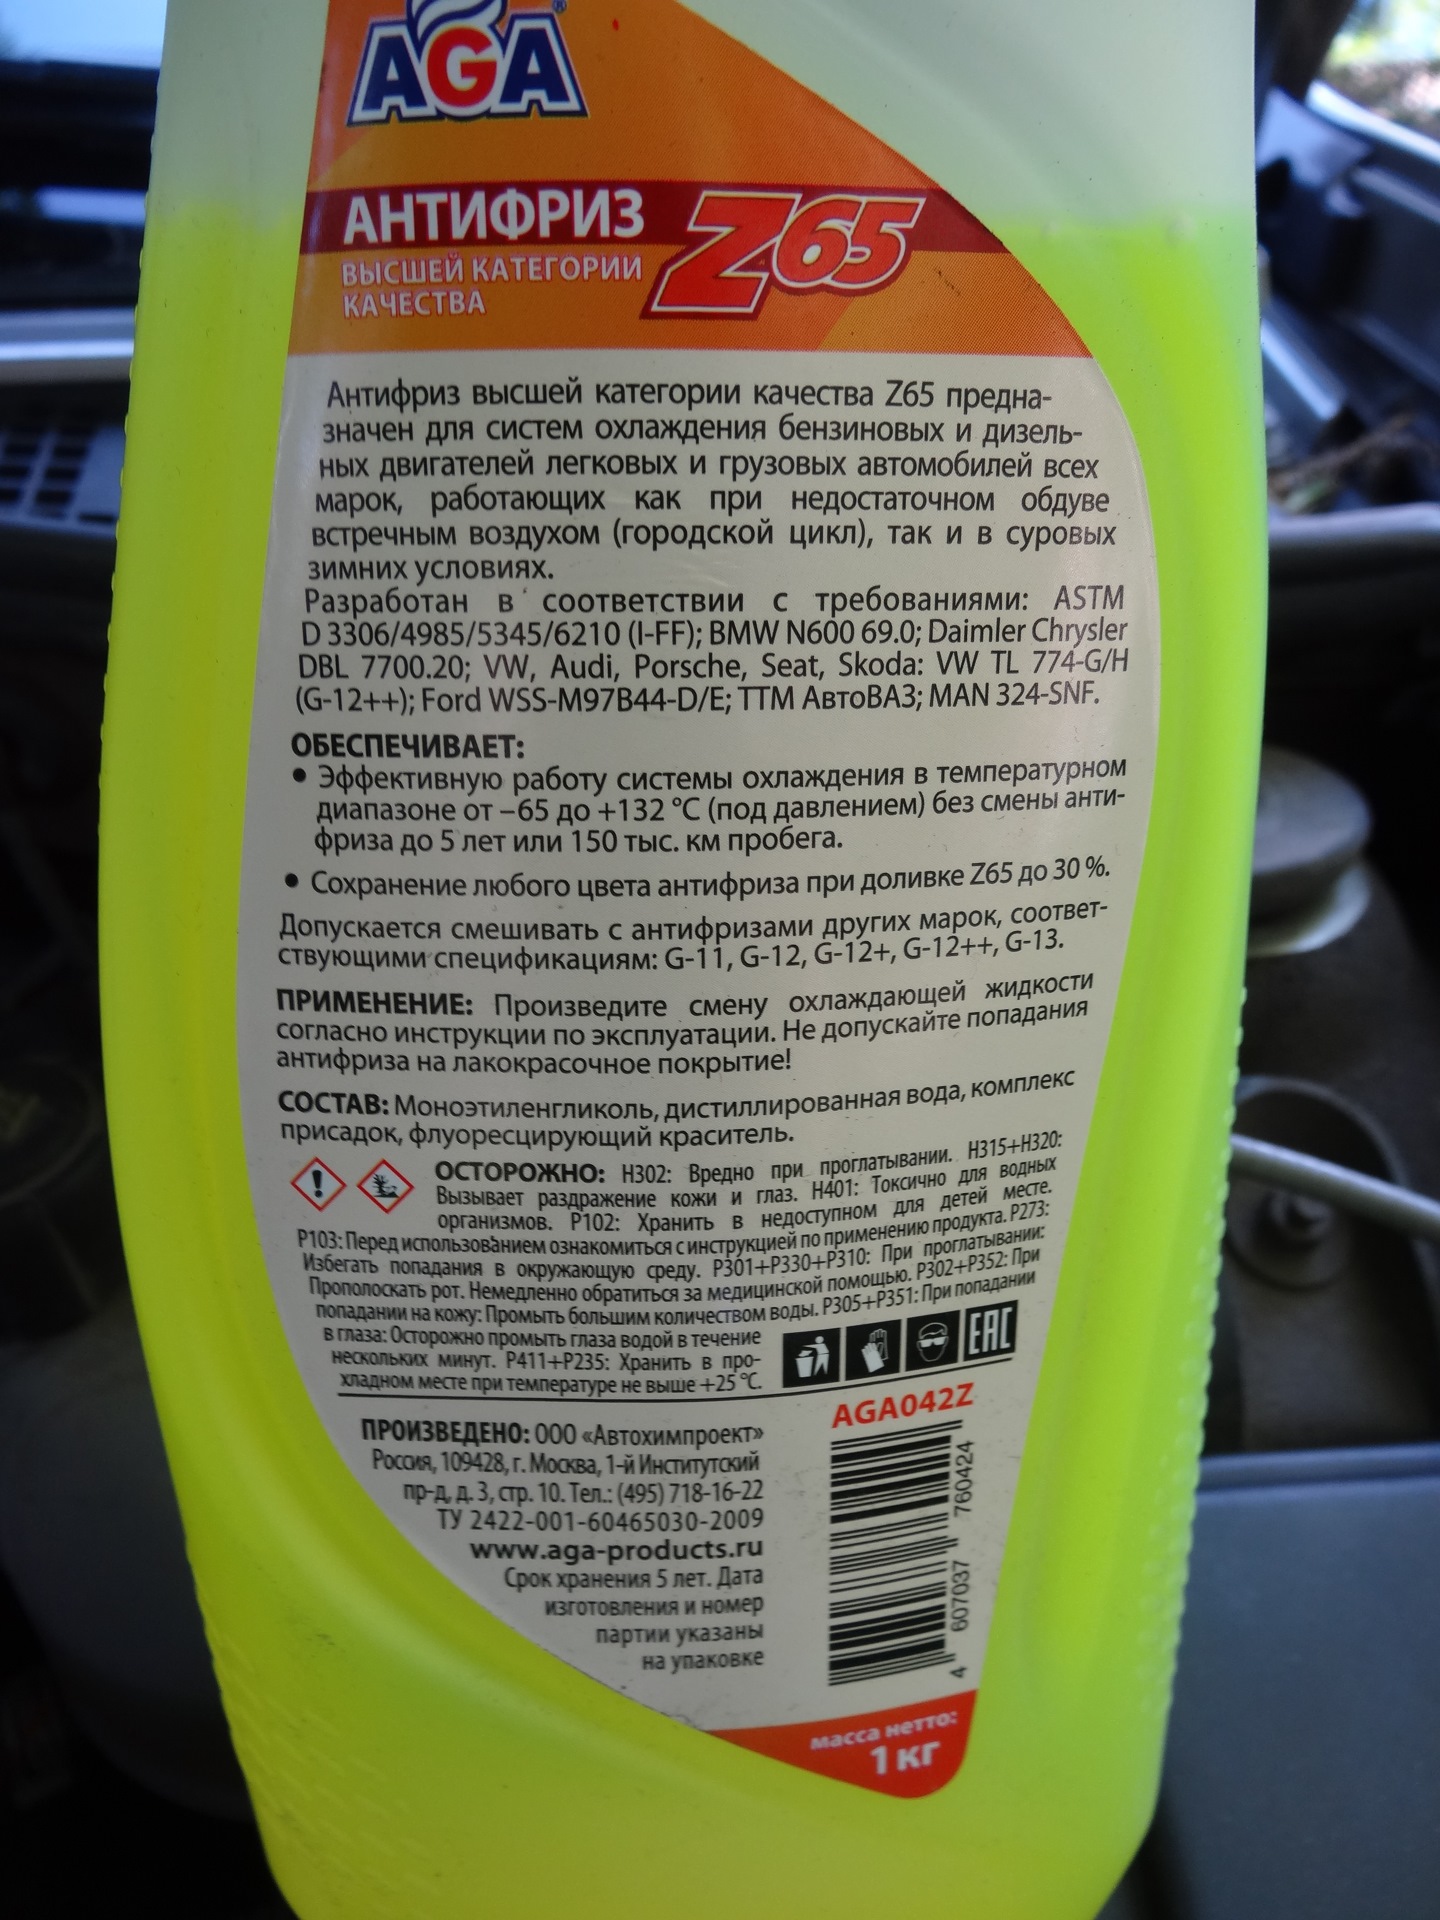 AGA®
АНТИФРИЗ Z65
ВЫСШЕЙ КАТЕГОРИИ
КАЧЕСТВА
Антифриз высшей категории качества Z65 предна-
значен для систем охлаждения бензиновых и дизель-
ных двигателей легковых и грузовых автомобилей всех
марок, работающих как при недостаточном обдуве
встречным воздухом (городской цикл), так и в суровых
зимних условиях.
Разработан в соответствии с требованиями: ASTM
D 3306/4985/5345/6210 (I-FF); BMW N600 69.0; Daimler Chrysler
DBL 7700.20; VW, Audi, Porsche, Seat, Skoda: VW TL 774-G/H
(G-12++); Ford WSS-M97B44-D/E; ТТМ АвтоВАЗ; MAN 324-SNF.
ОБЕСПЕЧИВАЕТ:
• Эффективную работу системы охлаждения в температурном
диапазоне от –65 до +132 °C (под давлением) без смены анти-
фриза до 5 лет или 150 тыс. км пробега.
• Сохранение любого цвета антифриза при доливке Z65 до 30 %.
Допускается смешивать с антифризами других марок, соответ-
ствующими спецификациям: G-11, G-12, G-12+, G-12++, G-13.
ПРИМЕНЕНИЕ: Произведите смену охлаждающей жидкости
согласно инструкции по эксплуатации. Не допускайте попадания
антифриза на лакокрасочное покрытие!
СОСТАВ: Моноэтиленгликоль, дистиллированная вода, комплекс
присадок, флуоресцирующий краситель.
ОСТОРОЖНО: H302: Вредно при проглатывании. H315+H320:
Вызывает раздражение кожи и глаз. H401: Токсично для водных
организмов. P102: Хранить в недоступном для детей месте.
P103: Перед использованием ознакомиться с инструкцией по применению продукта. P273:
Избегать попадания в окружающую среду. P301+P330+P310: При проглатывании:
Прополоскать рот. Немедленно обратиться за медицинской помощью. P302+P352: При
попадании на кожу: Промыть большим количеством воды. P305+P351: При попадании
в глаза: Осторожно промыть глаза водой в течение
нескольких минут. P411+P235: Хранить в про-
хладном месте при температуре не выше +25 °C.
EAC
ПРОИЗВЕДЕНО: ООО «Автохимпроект»
Россия, 109428, г. Москва, 1-й Институтский
пр-д, д. 3, стр. 10. Тел.: (495) 718-16-22
ТУ 2422-001-60465030-2009
www.aga-products.ru
Срок хранения 5 лет. Дата
изготовления и номер
партии указаны
на упаковке
AGA042Z
4 607037 760424
масса нетто:
1 кг